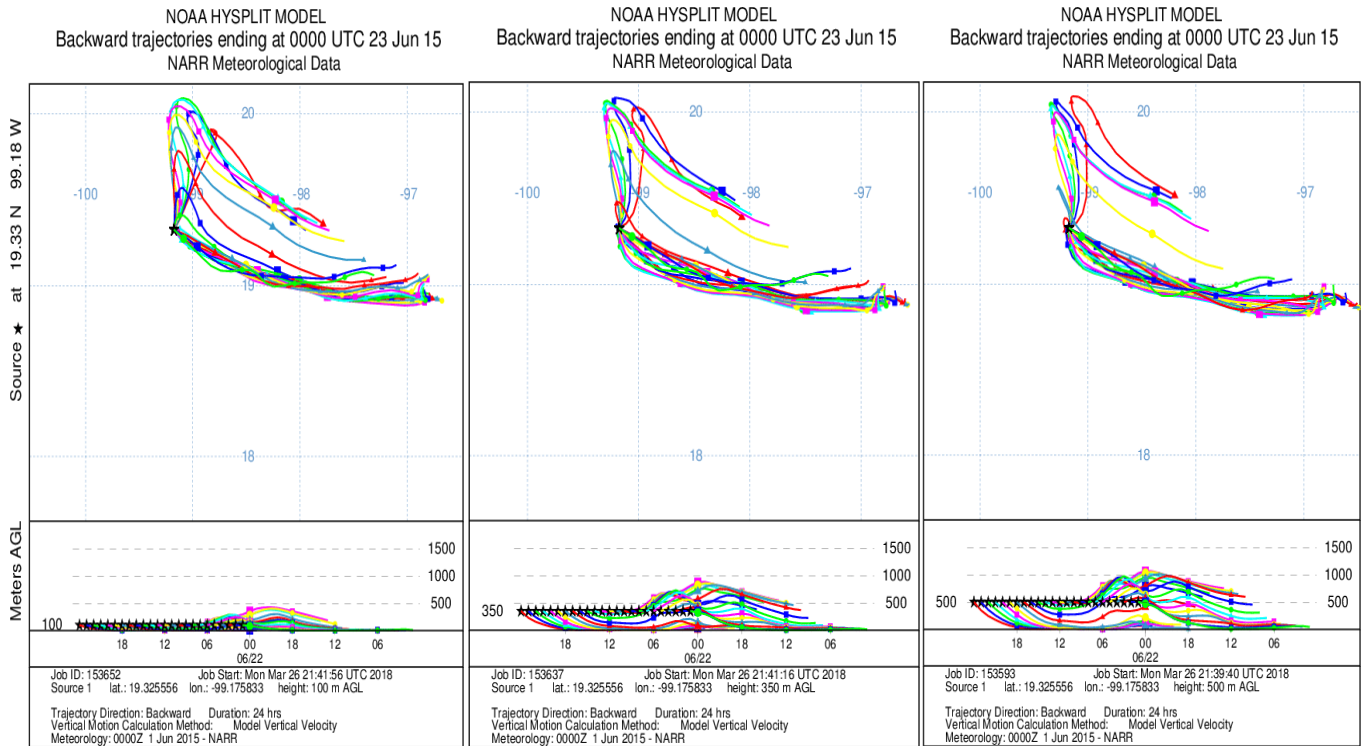 NOAA HYSPLIT MODEL
Backward trajectories ending at 0000 UTC 23 Jun 15
NARR Meteorological Data
Source ★ at 19.33 N 99.18 W
20
-100
-99
-98
-97
19
18
Meters AGL
1500
1000
500
100
18
12
06
00
18
12
06
06/22
Job ID: 153652 Job Start: Mon Mar 26 21:41:56 UTC 2018
Source 1 lat.: 19.325556 lon.: -99.175833 height: 100 m AGL
Trajectory Direction: Backward Duration: 24 hrs
Vertical Motion Calculation Method: Model Vertical Velocity
Meteorology: 0000Z 1 Jun 2015 - NARR
NOAA HYSPLIT MODEL
Backward trajectories ending at 0000 UTC 23 Jun 15
NARR Meteorological Data
20
-100
-99
-98
-97
19
18
1500
1000
500
350
18
12
06
00
18
12
06
06/22
Job ID: 153637 Job Start: Mon Mar 26 21:41:16 UTC 2018
Source 1 lat.: 19.325556 lon.: -99.175833 height: 350 m AGL
Trajectory Direction: Backward Duration: 24 hrs
Vertical Motion Calculation Method: Model Vertical Velocity
Meteorology: 0000Z 1 Jun 2015 - NARR
NOAA HYSPLIT MODEL
Backward trajectories ending at 0000 UTC 23 Jun 15
NARR Meteorological Data
20
-100
-99
-98
-97
19
18
1500
1000
500
500
18
12
06
00
18
12
06
06/22
Job ID: 153593 Job Start: Mon Mar 26 21:39:40 UTC 2018
Source 1 lat.: 19.325556 lon.: -99.175833 height: 500 m AGL
Trajectory Direction: Backward Duration: 24 hrs
Vertical Motion Calculation Method: Model Vertical Velocity
Meteorology: 0000Z 1 Jun 2015 - NARR